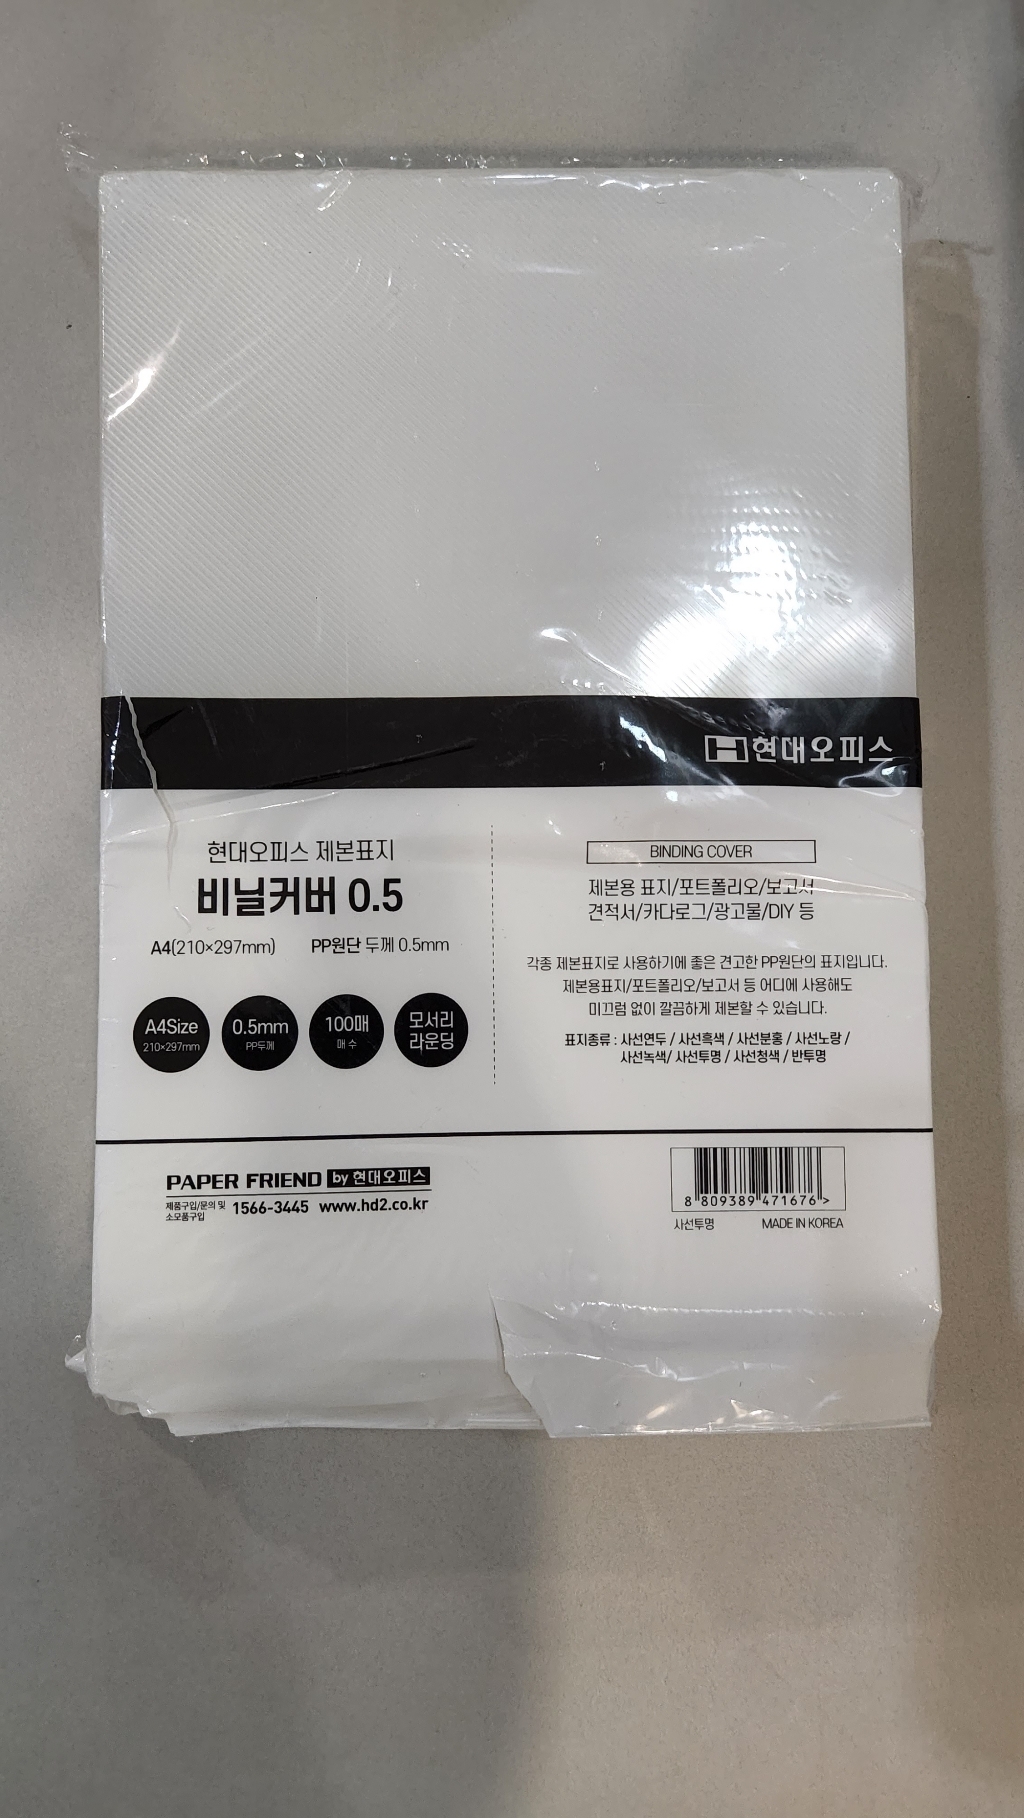 현대오피스
현대오피스 제본표지
비닐커버 0.5
A4(210×297mm) PP원단 두께 0.5mm
A4Size
210×297mm
0.5mm
PP두께
100매
매 수
모서리
라운딩
BINDING COVER
제본용 표지/포트폴리오/보고서
견적서/카다로그/광고물/DIY 등
각종 제본표지로 사용하기에 좋은 견고한 PP원단의 표지입니다.
제본용표지/포트폴리오/보고서 등 어디에 사용해도
미끄럼 없이 깔끔하게 제본할 수 있습니다.
표지종류 : 사선연두 / 사선흑색 / 사선분홍 / 사선노랑 /
사선녹색/ 사선투명 / 사선청색 / 반투명
PAPER FRIEND by 현대오피스
제품구입/문의 및
소모품구입
1566-3445 www.hd2.co.kr
8 809389 471676 >
사선투명 MADE IN KOREA